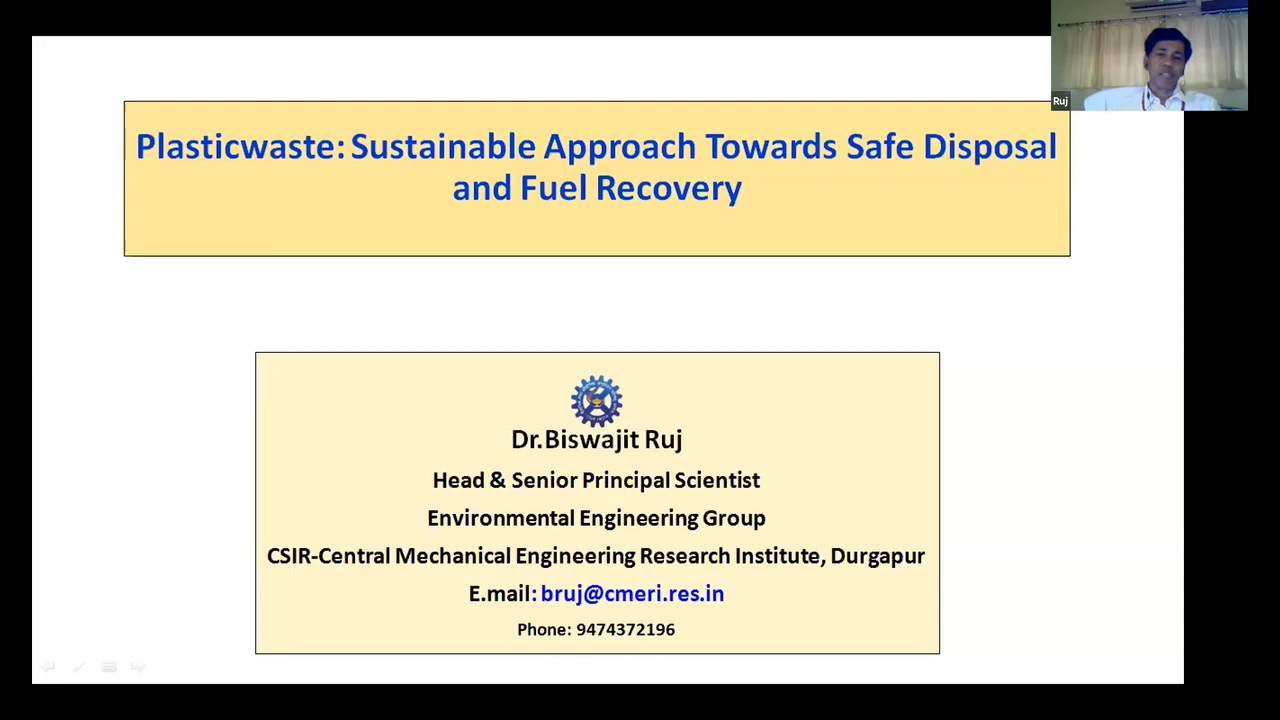 Ruj
Plasticwaste: Sustainable Approach Towards Safe Disposal
and Fuel Recovery
Dr.Biswajit Ruj
Head & Senior Principal Scientist
Environmental Engineering Group
CSIR-Central Mechanical Engineering Research Institute, Durgapur
E.mail: bruj@cmeri.res.in
Phone: 9474372196